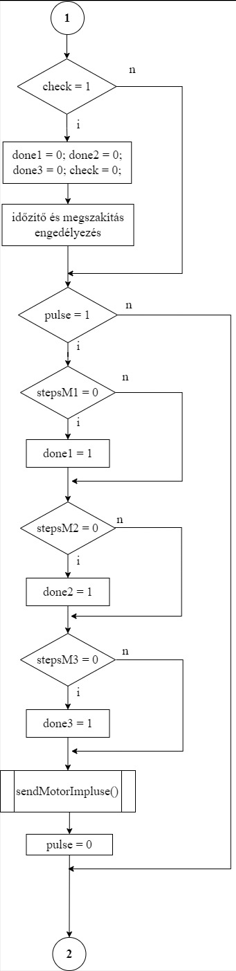 1
n
check = 1
i
done1 = 0; done2 = 0;
done3 = 0; check = 0;
időzítő és megszakítás
engedélyezés
n
pulse = 1
i
n
stepsM1 = 0
i
done1 = 1
n
stepsM2 = 0
i
done2 = 1
n
stepsM3 = 0
i
done3 = 1
sendMotorImpluse()
pulse = 0
2